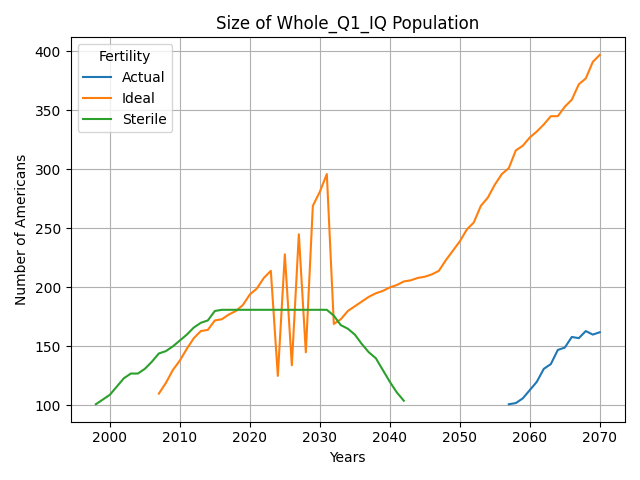 Size of Whole_Q1_IQ Population
Fertility
Actual
Ideal
Sterile
Number of Americans
400
350
300
250
200
150
100
2000 2010 2020 2030 2040 2050 2060 2070
Years